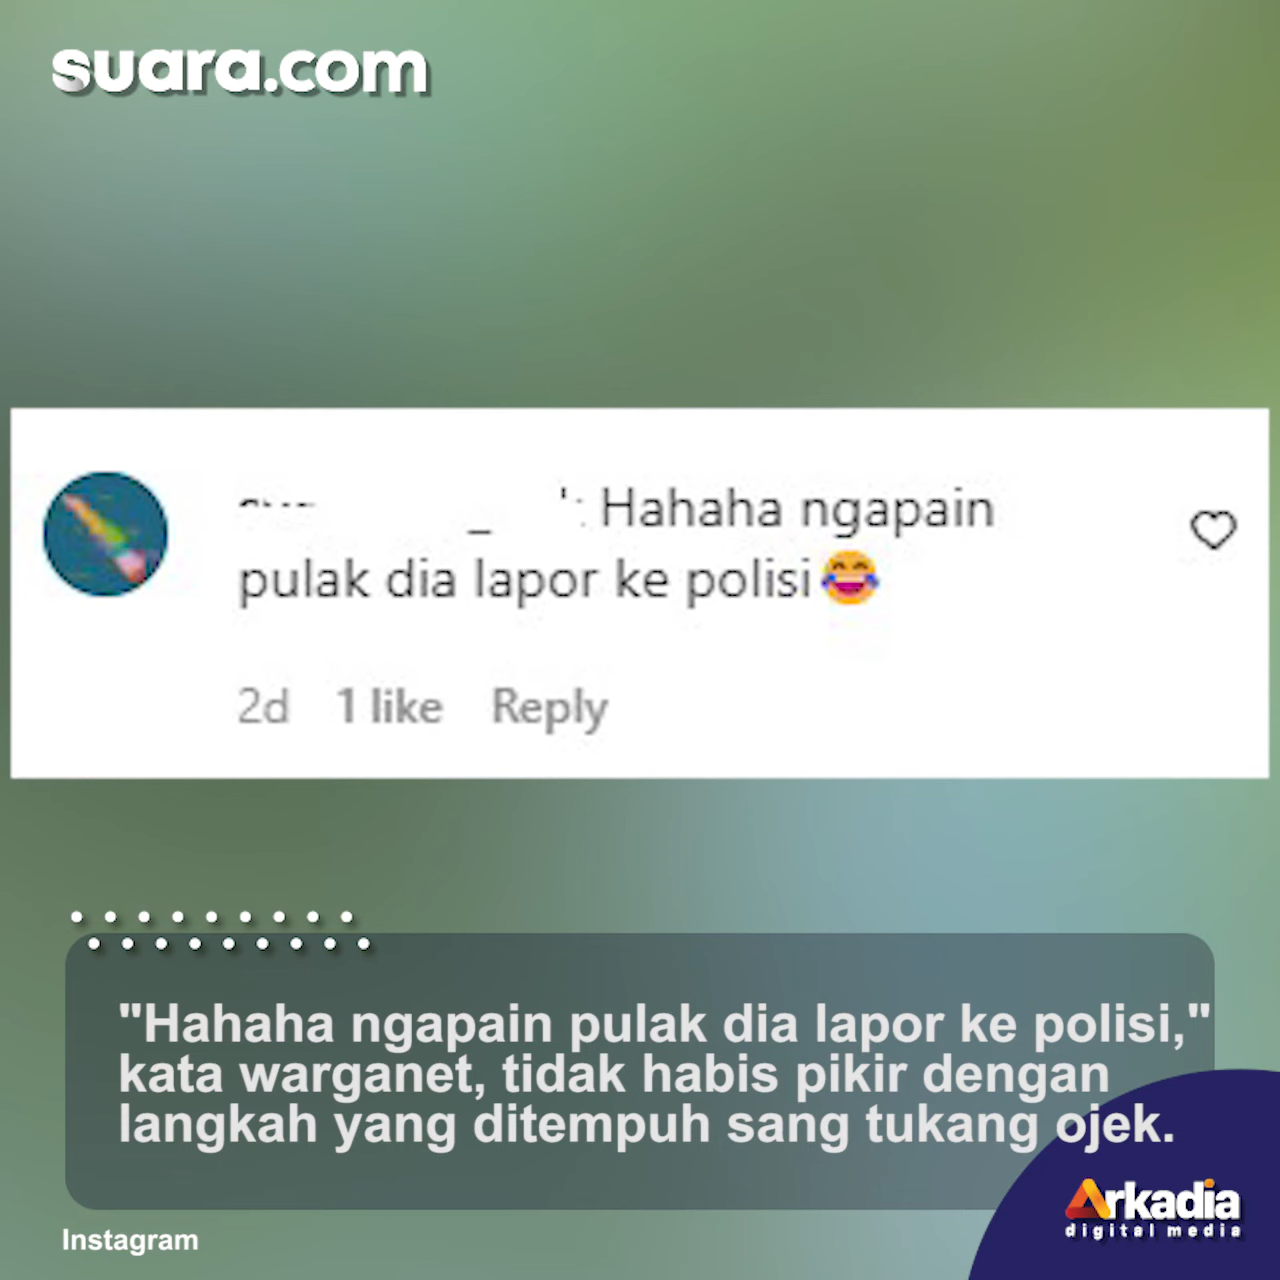 suara.com
: Hahaha ngapain
pulak dia lapor ke polisi😂
2d 1 like Reply
"Hahaha ngapain pulak dia lapor ke polisi,"
kata warganet, tidak habis pikir dengan
langkah yang ditempuh sang tukang ojek.
Instagram
Arkadia
digital media